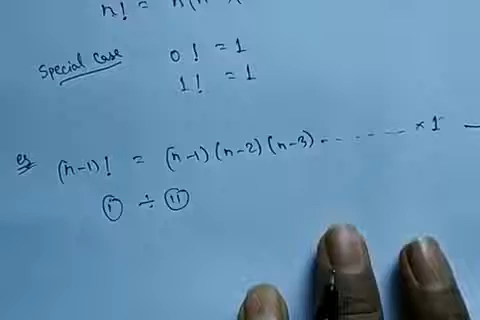 n! = n(n
Special case 0! = 1
1! = 1
eg (n-1)! = (n-1)(n-2)(n-3)......... × 1 —
(i) ÷ (ii)